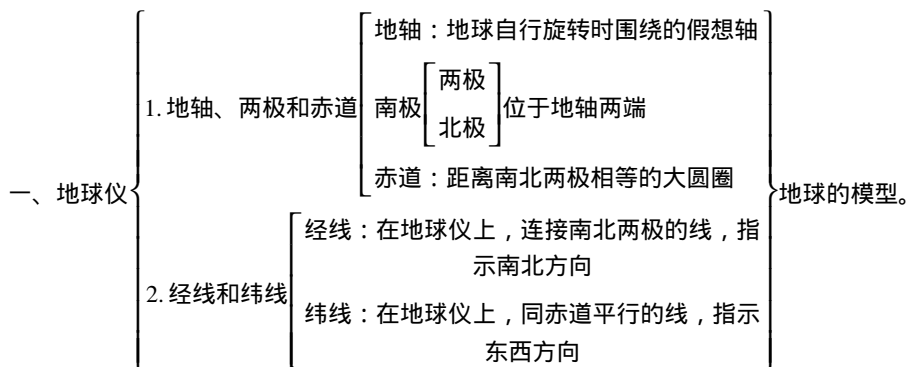 地轴：地球自行旋转时围绕的假想轴
1. 地轴、两极和赤道
南极
两极
北极
位于地轴两端
赤道：距离南北两极相等的大圆圈
一、地球仪
地球的模型。
经线：在地球仪上，连接南北两极的线，指
示南北方向
2. 经线和纬线
纬线：在地球仪上，同赤道平行的线，指示
东西方向